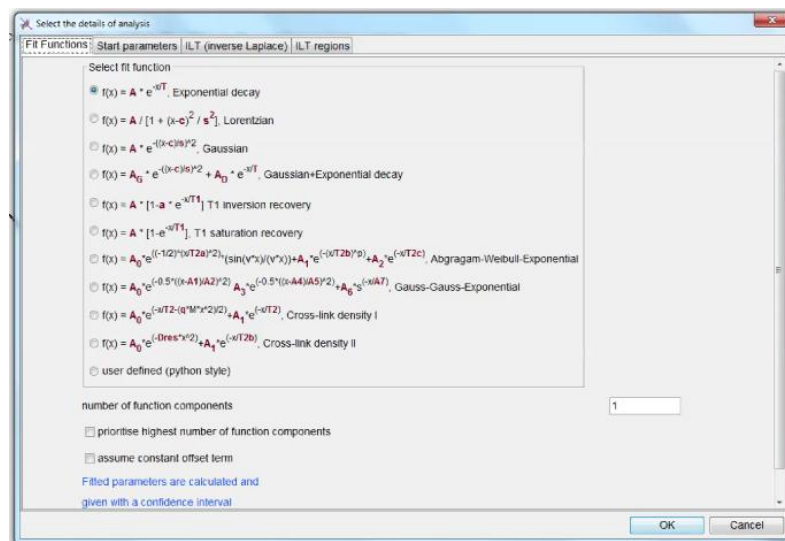 Select the details of analysis
Fit Functions Start parameters ILT (inverse Laplace) ILT regions
Select fit function
f(x) = A * e^-x/T, Exponential decay
f(x) = A / [1 + (x-c)^2 / s^2], Lorentzian
f(x) = A * e^-((x-c)/s)^2, Gaussian
f(x) = A_G * e^-((x-c)/s)^2 + A_D * e^-x/T, Gaussian+Exponential decay
f(x) = A * [1-a * e^-x/T1] T1 inversion recovery
f(x) = A * [1-e^-x/T1], T1 saturation recovery
f(x) = A_0*e^((-1/2)*(x/T2a)^2)*(sin(v*x)/(v*x))+A_1*e^(-(x/T2b)^p)+A_2*e^(-x/T2c), Abgragam-Weibull-Exponential
f(x) = A_0*e^(-0.5*((x-A1)/A2)^2) A_3*e^(-0.5*((x-A4)/A5)^2)+A_6*s^(-x/A7), Gauss-Gauss-Exponential
f(x) = A_0*e^(-x/T2-(q*M*x^2)/2)+A_1*e^(-x/T2), Cross-link density I
f(x) = A_0*e^(-Dres*x^2)+A_1*e^(-x/T2b), Cross-link density II
user defined (python style)
number of function components 1
prioritise highest number of function components
assume constant offset term
Fitted parameters are calculated and
given with a confidence interval
OK Cancel